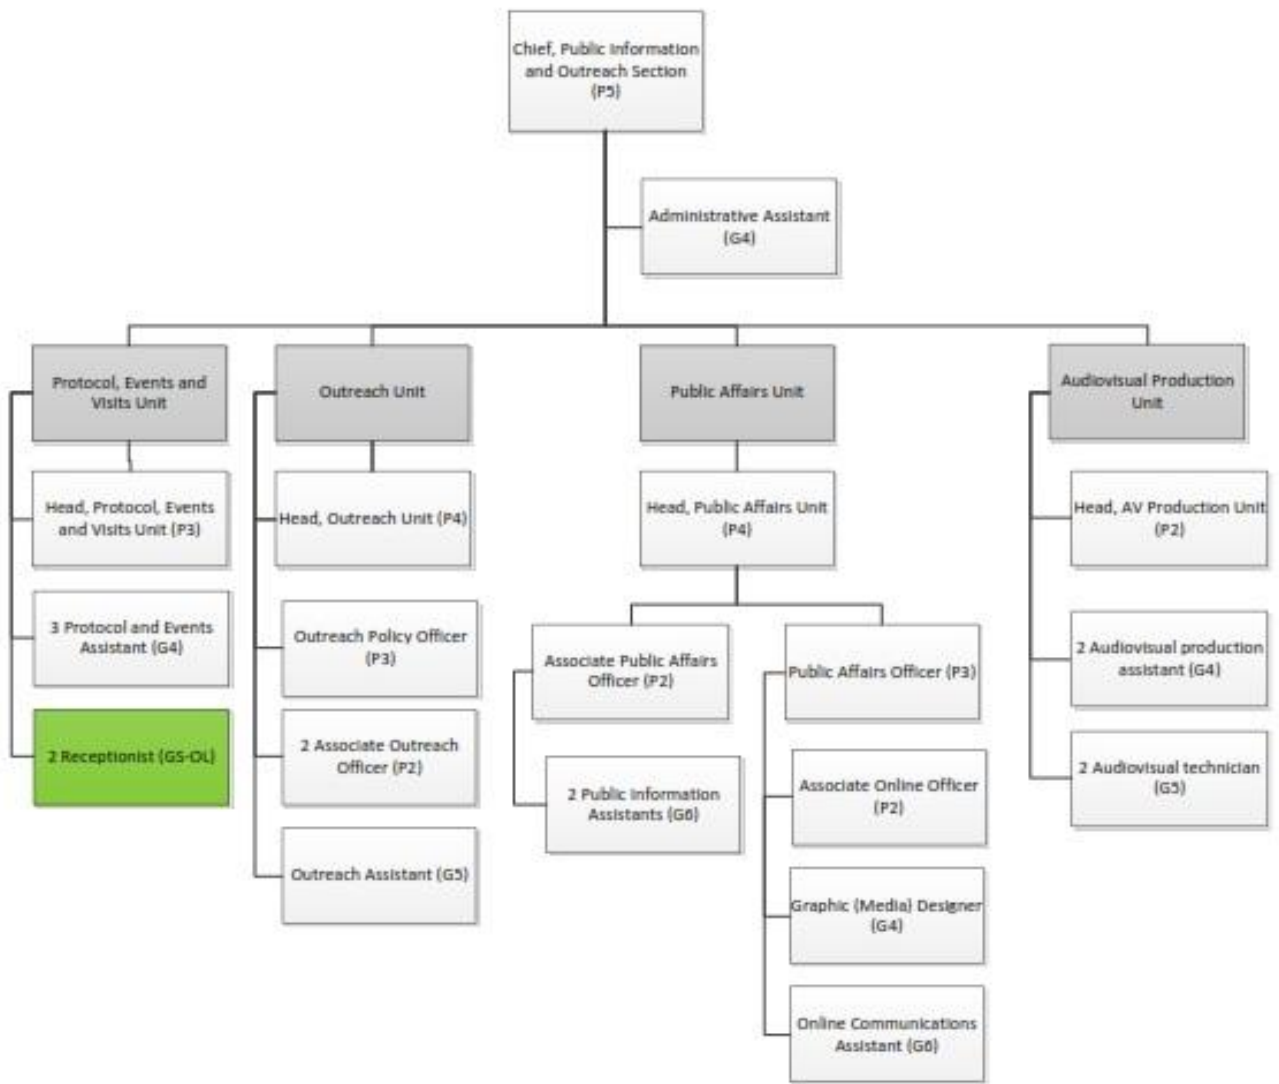 Chief, Public Information
and Outreach Section
(P5)
Administrative Assistant
(G4)
Protocol, Events and
Visits Unit
Outreach Unit
Public Affairs Unit
Audiovisual Production
Unit
Head, Protocol, Events
and Visits Unit (P3)
Head, Outreach Unit (P4)
Head, Public Affairs Unit
(P4)
Head, AV Production Unit
(P2)
3 Protocol and Events
Assistant (G4)
Outreach Policy Officer
(P3)
Associate Public Affairs
Officer (P2)
Public Affairs Officer (P3)
2 Audiovisual production
assistant (G4)
2 Receptionist (GS-OL)
2 Associate Outreach
Officer (P2)
2 Public Information
Assistants (G6)
Associate Online Officer
(P2)
2 Audiovisual technician
(G5)
Outreach Assistant (G5)
Graphic (Media) Designer
(G4)
Online Communications
Assistant (G6)